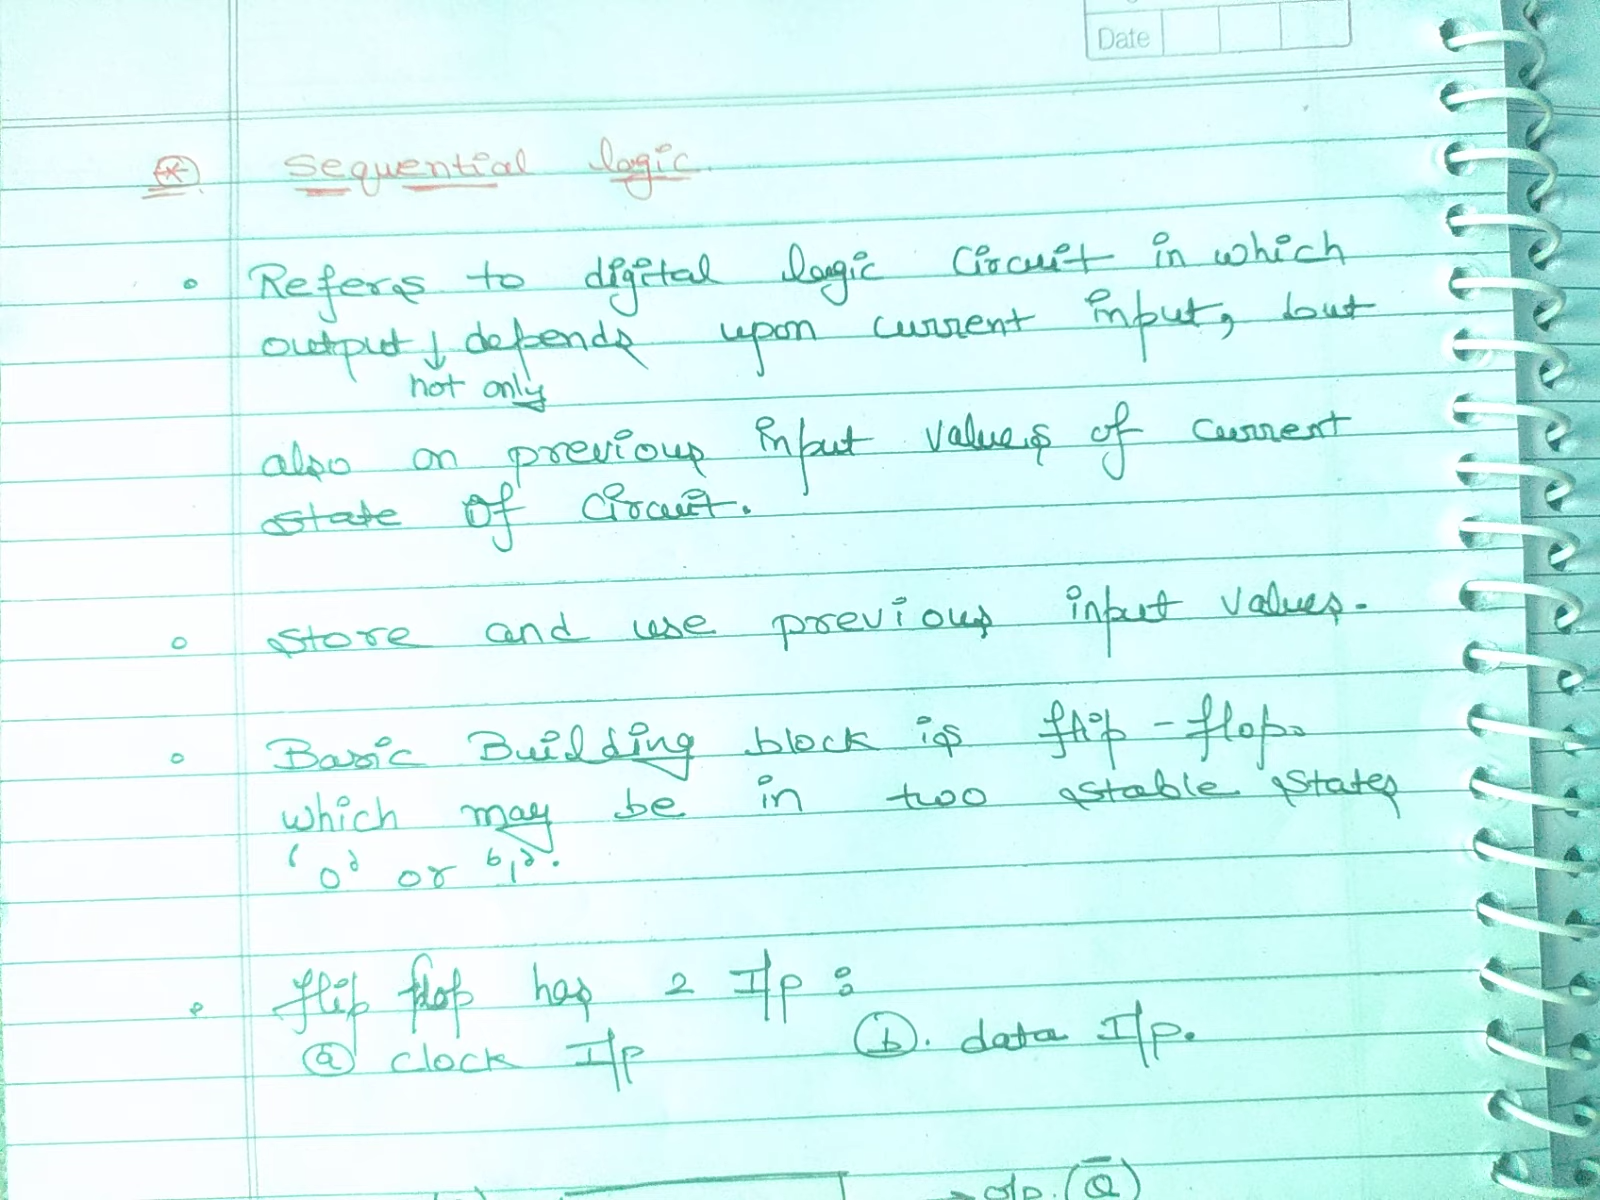 Date
Sequential logic.
• Refers to digital logic Circuit in which
output ↓ depends upon current input, but
not only
also on previous input values of current
state of circuit.
• store and use previous input values.
• Basic Building block is flip-flop.
which may be in two stable states
'0' or '1'.
• flip flop has 2 I/p :
(a) clock I/p (b). data I/p.
→ o/p. (Q̅)